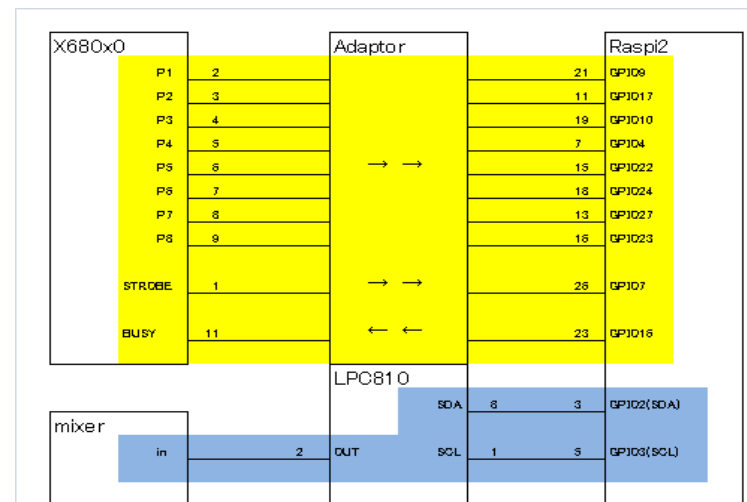 X680x0 Adaptor Raspi2
P1 2 21 GPIO9
P2 3 11 GPIO17
P3 4 19 GPIO10
P4 5 7 GPIO4
P5 6 → → 15 GPIO22
P6 7 18 GPIO24
P7 8 13 GPIO27
P8 9 16 GPIO23
STROBE 1 → → 26 GPIO7
BUSY 11 ← ← 23 GPIO15
LPC810
SDA 8 3 GPIO2(SDA)
mixer
in 2 OUT SCL 1 5 GPIO3(SCL)